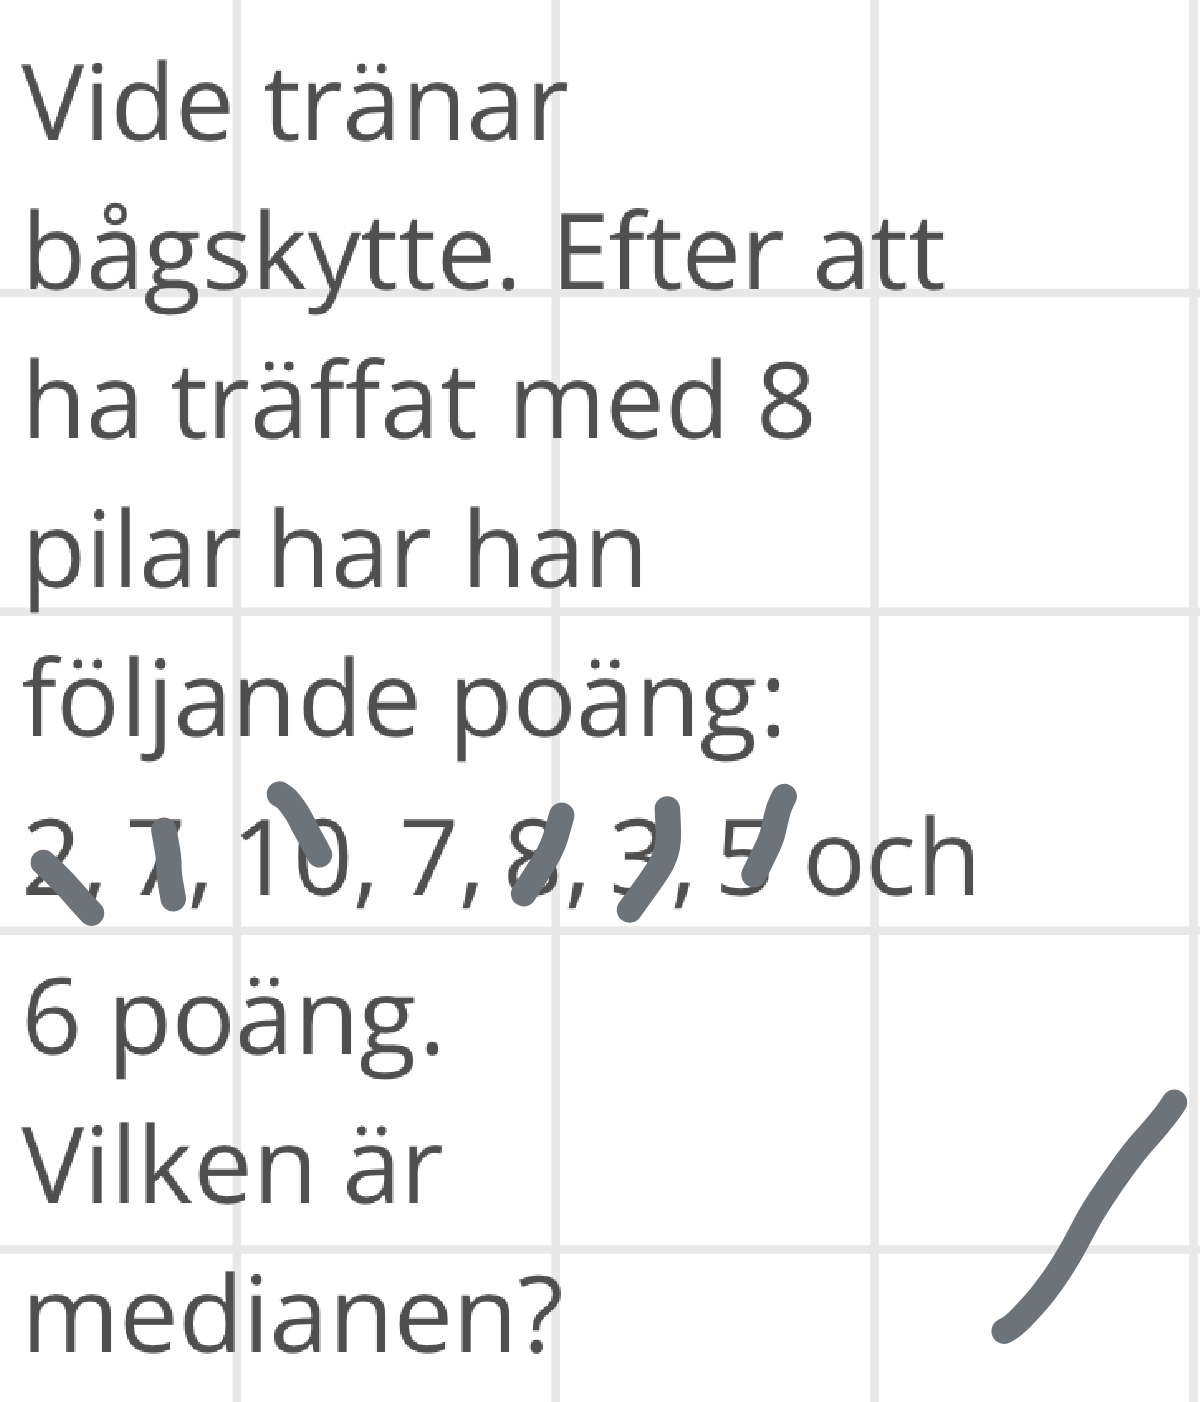 Vide tränar
bågskytte. Efter att
ha träffat med 8
pilar har han
följande poäng:
2, 7, 10, 7, 8, 3, 5 och
6 poäng.
Vilken är
medianen?